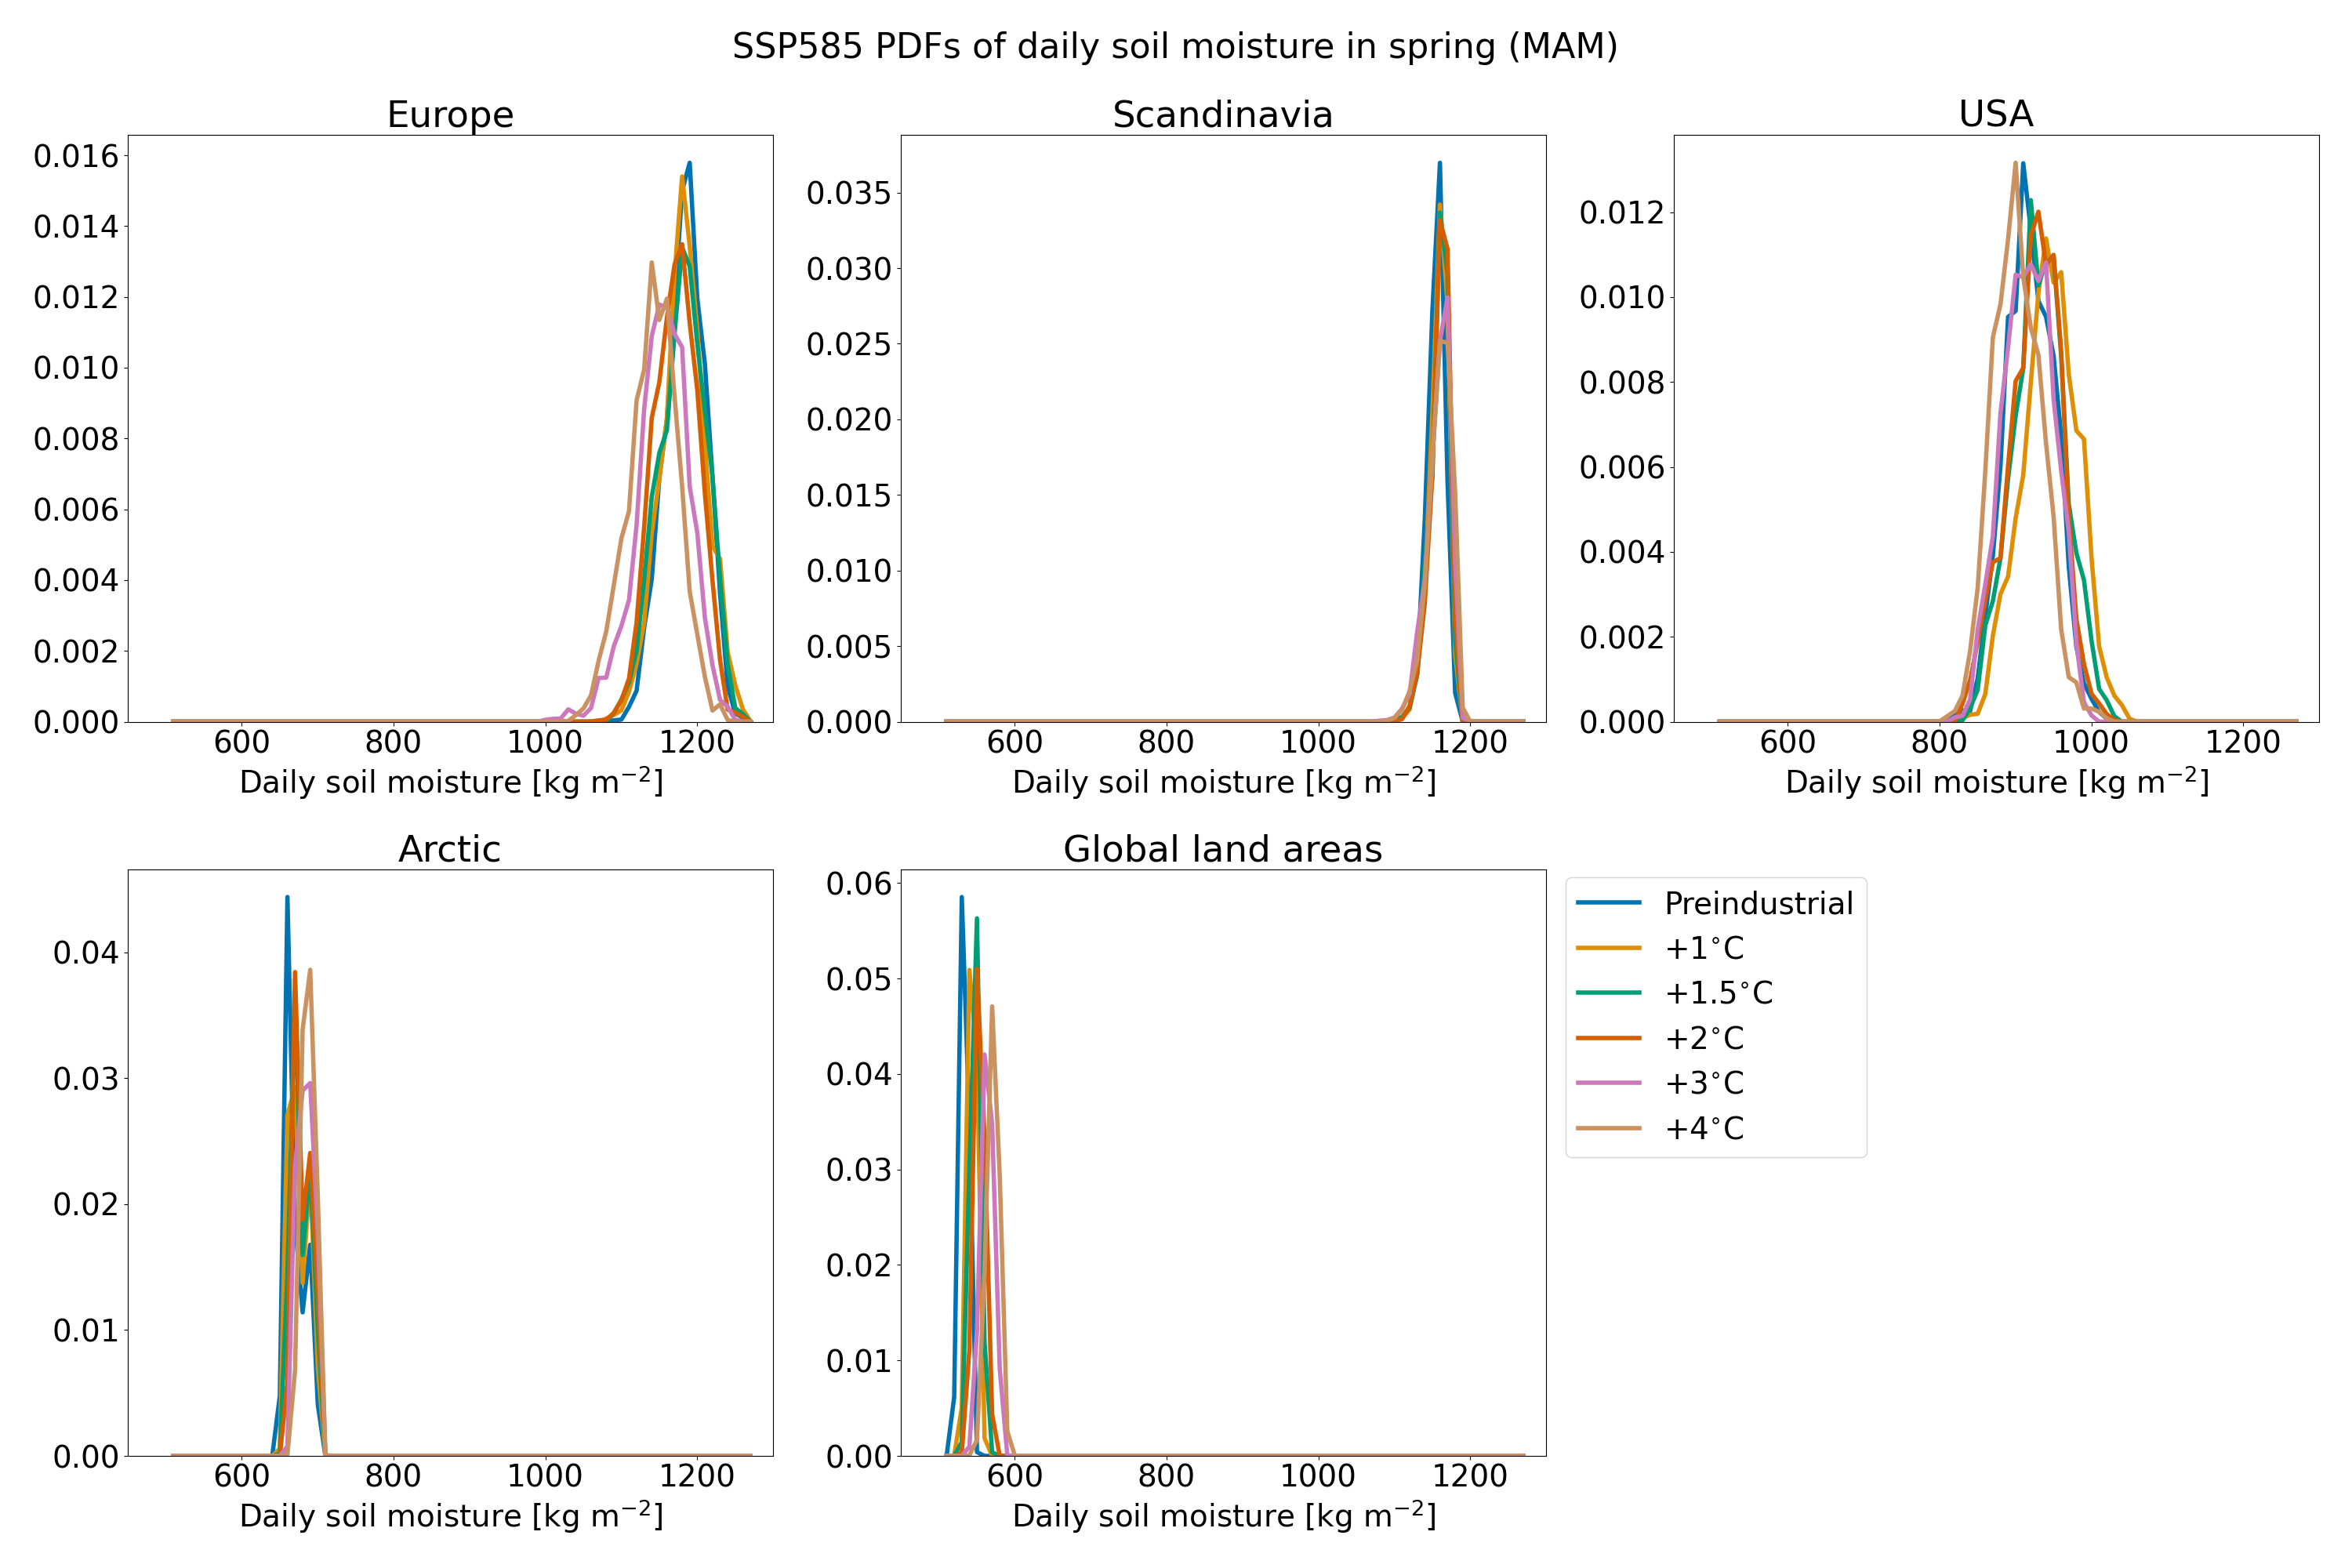 SSP585 PDFs of daily soil moisture in spring (MAM)
Europe
0.016
0.014
0.012
0.010
0.008
0.006
0.004
0.002
0.000
600 800 1000 1200
Daily soil moisture [kg m⁻²]
Scandinavia
0.035
0.030
0.025
0.020
0.015
0.010
0.005
0.000
600 800 1000 1200
Daily soil moisture [kg m⁻²]
USA
0.012
0.010
0.008
0.006
0.004
0.002
0.000
600 800 1000 1200
Daily soil moisture [kg m⁻²]
Arctic
0.04
0.03
0.02
0.01
0.00
600 800 1000 1200
Daily soil moisture [kg m⁻²]
Global land areas
0.06
0.05
0.04
0.03
0.02
0.01
0.00
600 800 1000 1200
Daily soil moisture [kg m⁻²]
Preindustrial
+1°C
+1.5°C
+2°C
+3°C
+4°C